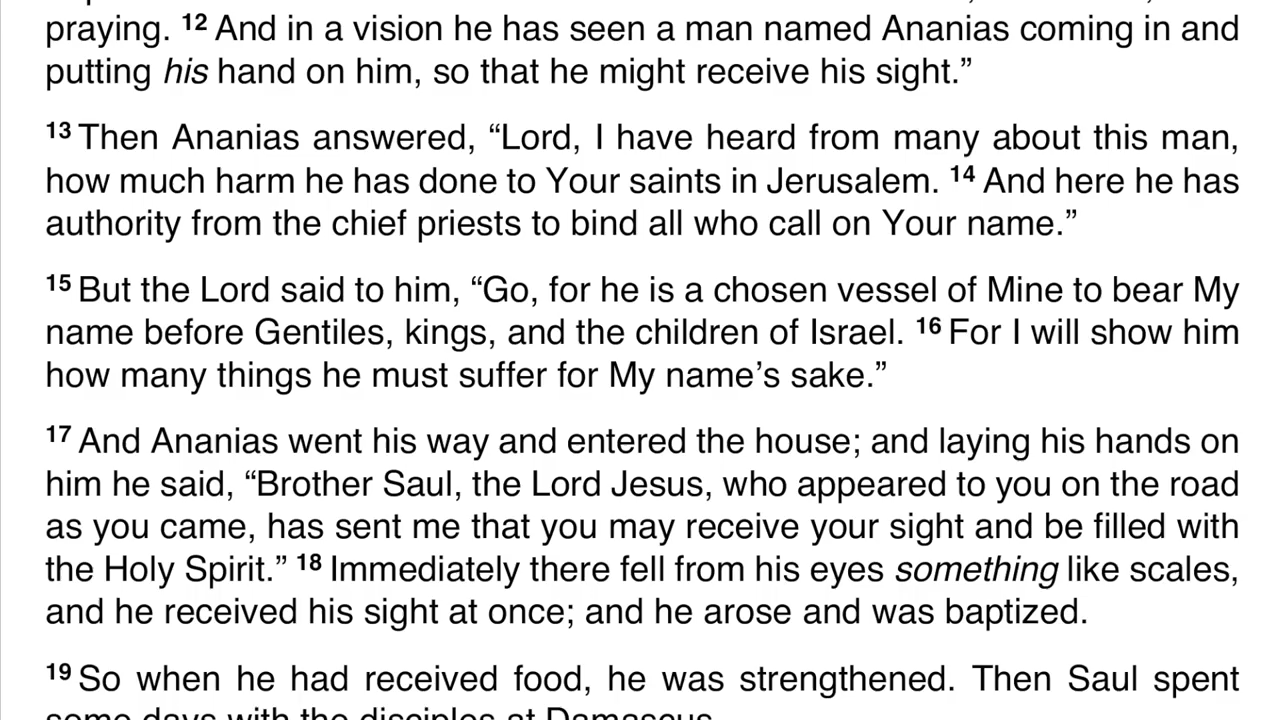 praying. 12 And in a vision he has seen a man named Ananias coming in and
putting his hand on him, so that he might receive his sight.”
13 Then Ananias answered, “Lord, I have heard from many about this man,
how much harm he has done to Your saints in Jerusalem. 14 And here he has
authority from the chief priests to bind all who call on Your name.”
15 But the Lord said to him, “Go, for he is a chosen vessel of Mine to bear My
name before Gentiles, kings, and the children of Israel. 16 For I will show him
how many things he must suffer for My name’s sake.”
17 And Ananias went his way and entered the house; and laying his hands on
him he said, “Brother Saul, the Lord Jesus, who appeared to you on the road
as you came, has sent me that you may receive your sight and be filled with
the Holy Spirit.” 18 Immediately there fell from his eyes something like scales,
and he received his sight at once; and he arose and was baptized.
19 So when he had received food, he was strengthened. Then Saul spent
some days with the disciples at Damascus.